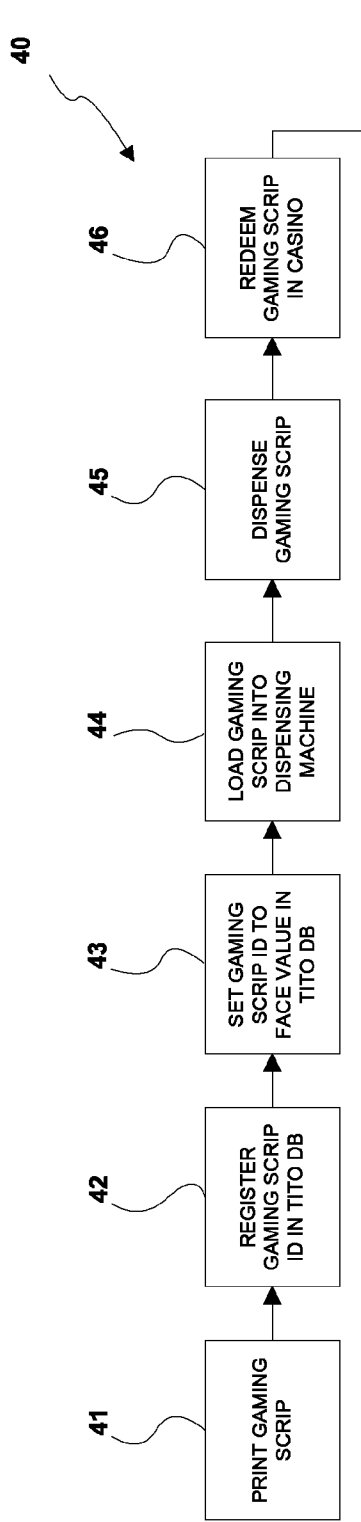 40
41
PRINT GAMING
SCRIP
42
REGISTER
GAMING SCRIP
ID IN TITO DB
43
SET GAMING
SCRIP ID TO
FACE VALUE IN
TITO DB
44
LOAD GAMING
SCRIP INTO
DISPENSING
MACHINE
45
DISPENSE
GAMING SCRIP
46
REDEEM
GAMING SCRIP
IN CASINO